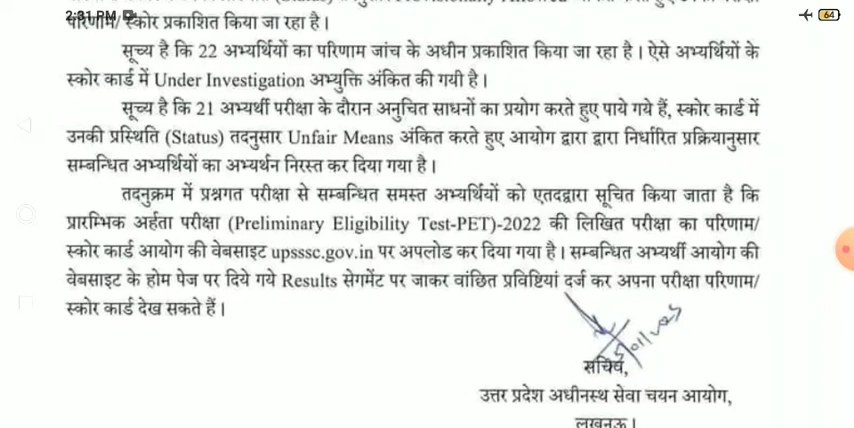 2:31 PM
64
परिणाम/ स्कोर प्रकाशित किया जा रहा है।
सूच्य है कि 22 अभ्यर्थियों का परिणाम जांच के अधीन प्रकाशित किया जा रहा है। ऐसे अभ्यर्थियों के
स्कोर कार्ड में Under Investigation अभ्युक्ति अंकित की गयी है।
सूच्य है कि 21 अभ्यर्थी परीक्षा के दौरान अनुचित साधनों का प्रयोग करते हुए पाये गये हैं, स्कोर कार्ड में
उनकी प्रस्थिति (Status) तदनुसार Unfair Means अंकित करते हुए आयोग द्वारा द्वारा निर्धारित प्रक्रियानुसार
सम्बन्धित अभ्यर्थियों का अभ्यर्थन निरस्त कर दिया गया है।
तदनुक्रम में प्रश्नगत परीक्षा से सम्बन्धित समस्त अभ्यर्थियों को एतदद्वारा सूचित किया जाता है कि
प्रारम्भिक अर्हता परीक्षा (Preliminary Eligibility Test-PET)-2022 की लिखित परीक्षा का परिणाम/
स्कोर कार्ड आयोग की वेबसाइट upsssc.gov.in पर अपलोड कर दिया गया है। सम्बन्धित अभ्यर्थी आयोग की
वेबसाइट के होम पेज पर दिये गये Results सेगमेंट पर जाकर वांछित प्रविष्टियां दर्ज कर अपना परीक्षा परिणाम/
स्कोर कार्ड देख सकते हैं।
सचिव,
उत्तर प्रदेश अधीनस्थ सेवा चयन आयोग,
लखनऊ।